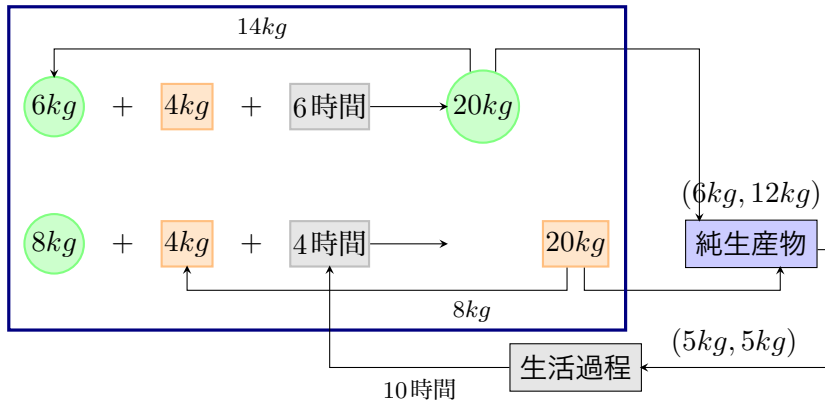 14kg
6kg + 4kg + 6時間 20kg
(6kg, 12kg)
8kg + 4kg + 4時間 20kg 純生産物
8kg
(5kg, 5kg)
生活過程
10時間